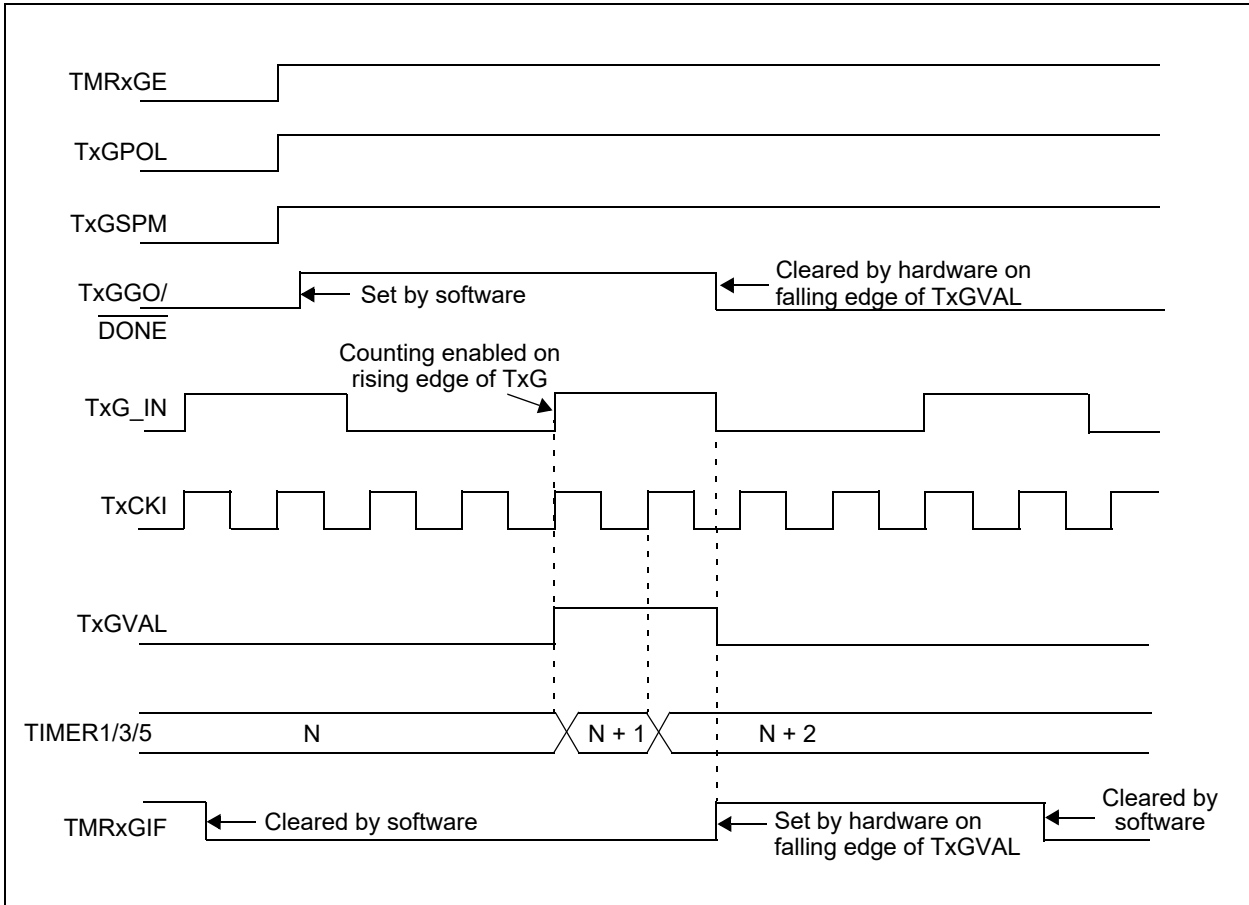 TMRxGE
TxGPOL
TxGSPM
TxGGO/
DONE
Set by software
Cleared by hardware on
falling edge of TxGVAL
Counting enabled on
rising edge of TxG
TxG_IN
TxCKI
TxGVAL
TIMER1/3/5
N
N + 1
N + 2
TMRxGIF
Cleared by software
Set by hardware on
falling edge of TxGVAL
Cleared by
software